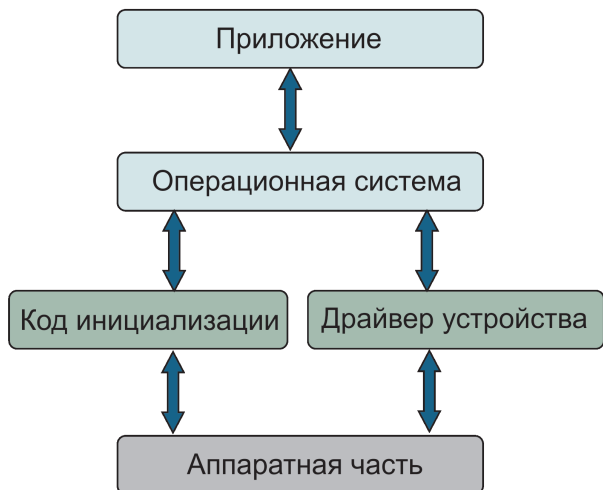 Приложение
Операционная система
Код инициализации
Драйвер устройства
Аппаратная часть